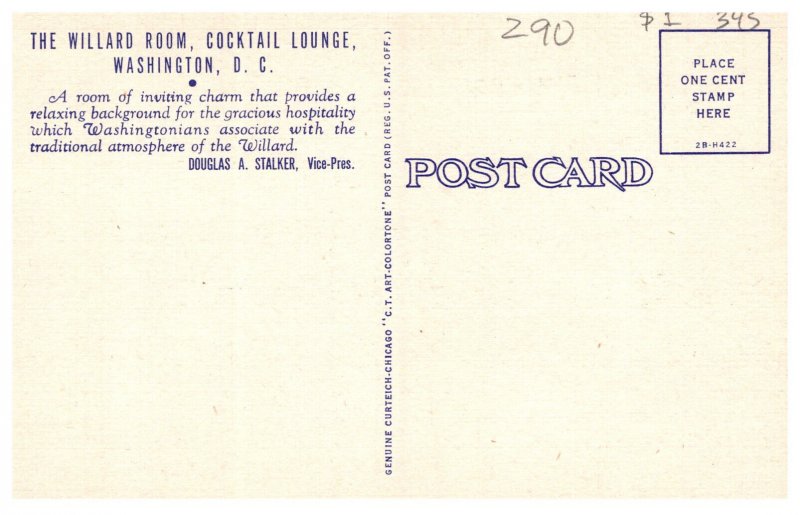 THE WILLARD ROOM, COCKTAIL LOUNGE,
WASHINGTON, D. C.
A room of inviting charm that provides a
relaxing background for the gracious hospitality
which Washingtonians associate with the
traditional atmosphere of the Willard.
DOUGLAS A. STALKER, Vice-Pres.
GENUINE CURTEICH-CHICAGO "C.T. ART-COLORTONE" POST CARD (REG. U.S. PAT. OFF.)
290
$1 345
PLACE
ONE CENT
STAMP
HERE
2B-H422
POST CARD